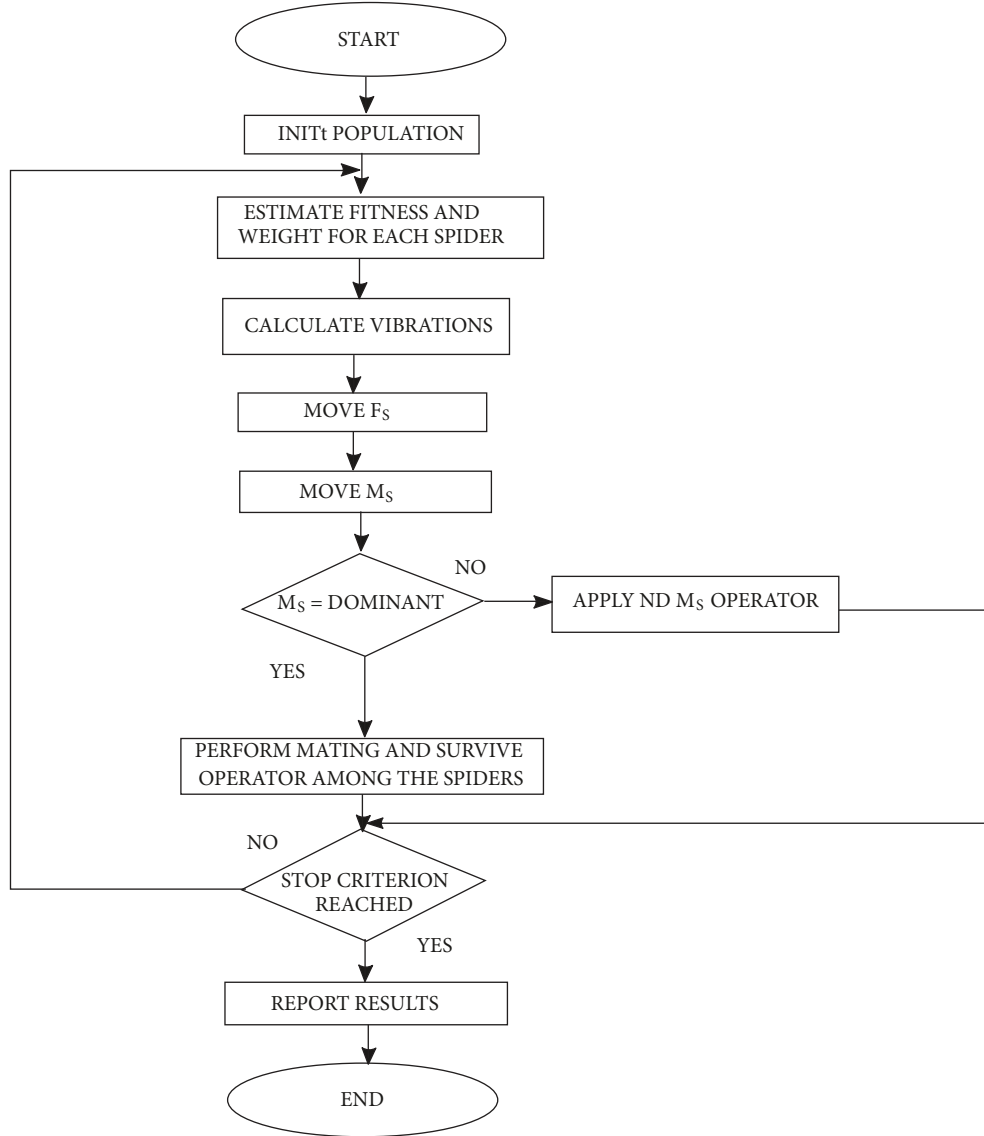 START
INITt POPULATION
ESTIMATE FITNESS AND
WEIGHT FOR EACH SPIDER
CALCULATE VIBRATIONS
MOVE FS
MOVE MS
NO
MS = DOMINANT
APPLY ND MS OPERATOR
YES
PERFORM MATING AND SURVIVE
OPERATOR AMONG THE SPIDERS
NO
STOP CRITERION
REACHED
YES
REPORT RESULTS
END